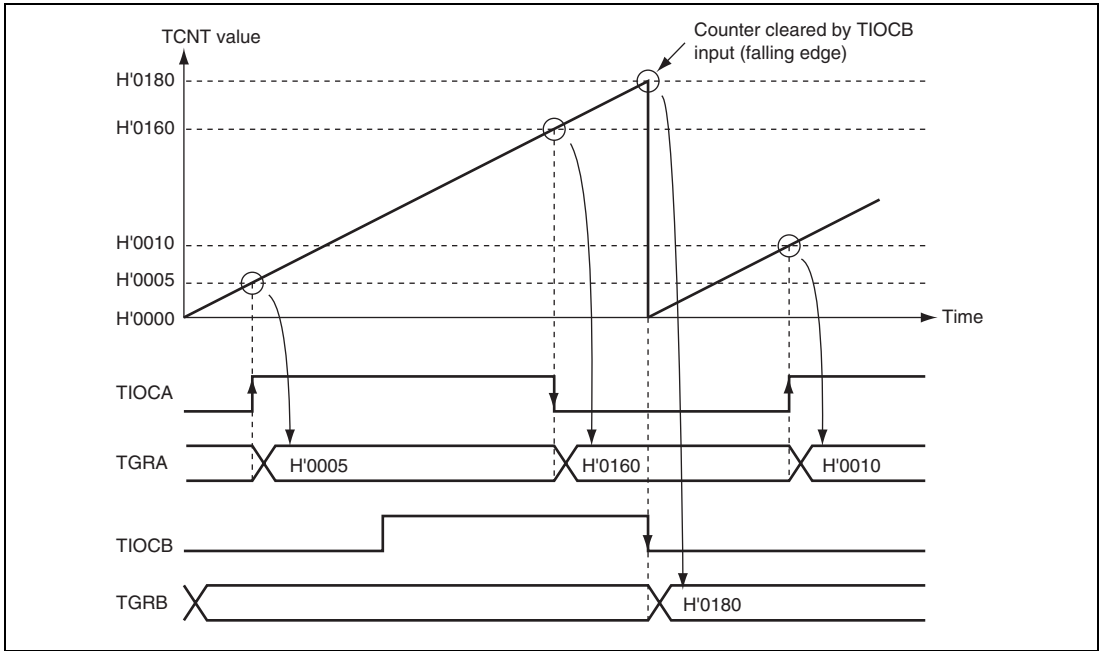 Counter cleared by TIOCB
input (falling edge)
TCNT value
H'0180
H'0160
H'0010
H'0005
H'0000
Time
TIOCA
TGRA
H'0005
H'0160
H'0010
TIOCB
TGRB
H'0180